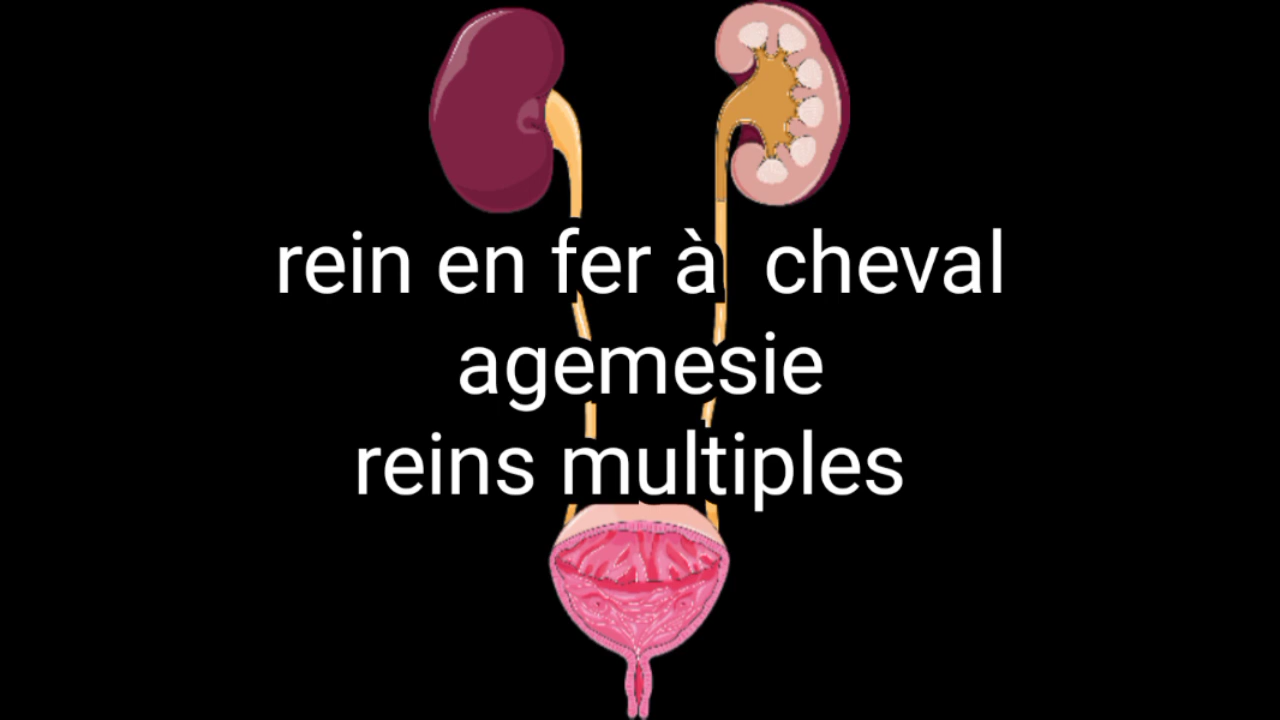 rein en fer à  cheval
agemesie
reins multiples